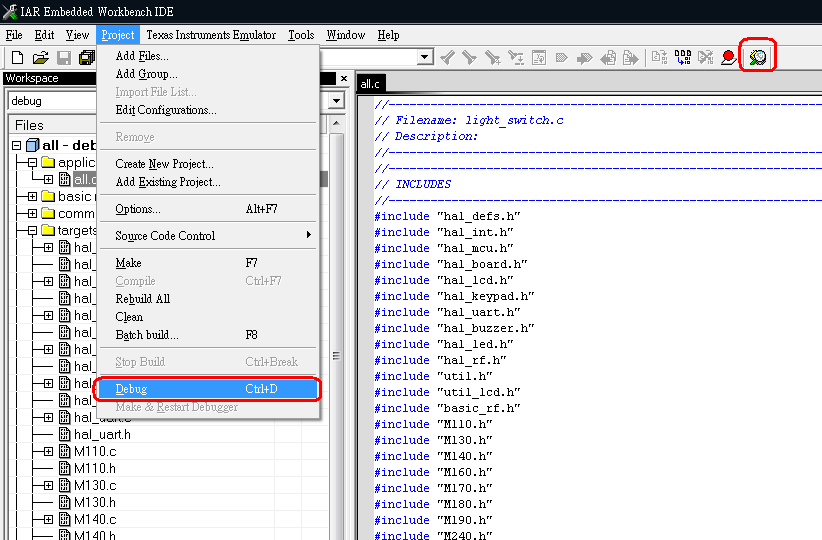 IAR Embedded Workbench IDE
File Edit View Project Texas Instruments Emulator Tools Window Help
Workspace
debug
Files
all - deb
applic
all.c
basic r
comm
targets
hal_
hal_
hal_
hal_
hal_
hal_
hal_
hal_
hal_
hal_
hal_uart.c
hal_uart.h
M110.c
M110.h
M130.c
M130.h
M140.c
M140.h
Add Files...
Add Group...
Import File List...
Edit Configurations...
Remove
Create New Project...
Add Existing Project...
Options... Alt+F7
Source Code Control
Make F7
Compile Ctrl+F7
Rebuild All
Clean
Batch build... F8
Stop Build Ctrl+Break
Debug Ctrl+D
Make & Restart Debugger
all.c
//----------------------------------------------------------------
// Filename: light_switch.c
// Description:
//----------------------------------------------------------------
//----------------------------------------------------------------
// INCLUDES
//----------------------------------------------------------------
#include "hal_defs.h"
#include "hal_int.h"
#include "hal_mcu.h"
#include "hal_board.h"
#include "hal_lcd.h"
#include "hal_keypad.h"
#include "hal_uart.h"
#include "hal_buzzer.h"
#include "hal_led.h"
#include "hal_rf.h"
#include "util.h"
#include "util_lcd.h"
#include "basic_rf.h"
#include "M110.h"
#include "M130.h"
#include "M140.h"
#include "M160.h"
#include "M170.h"
#include "M180.h"
#include "M190.h"
#include "M240.h"